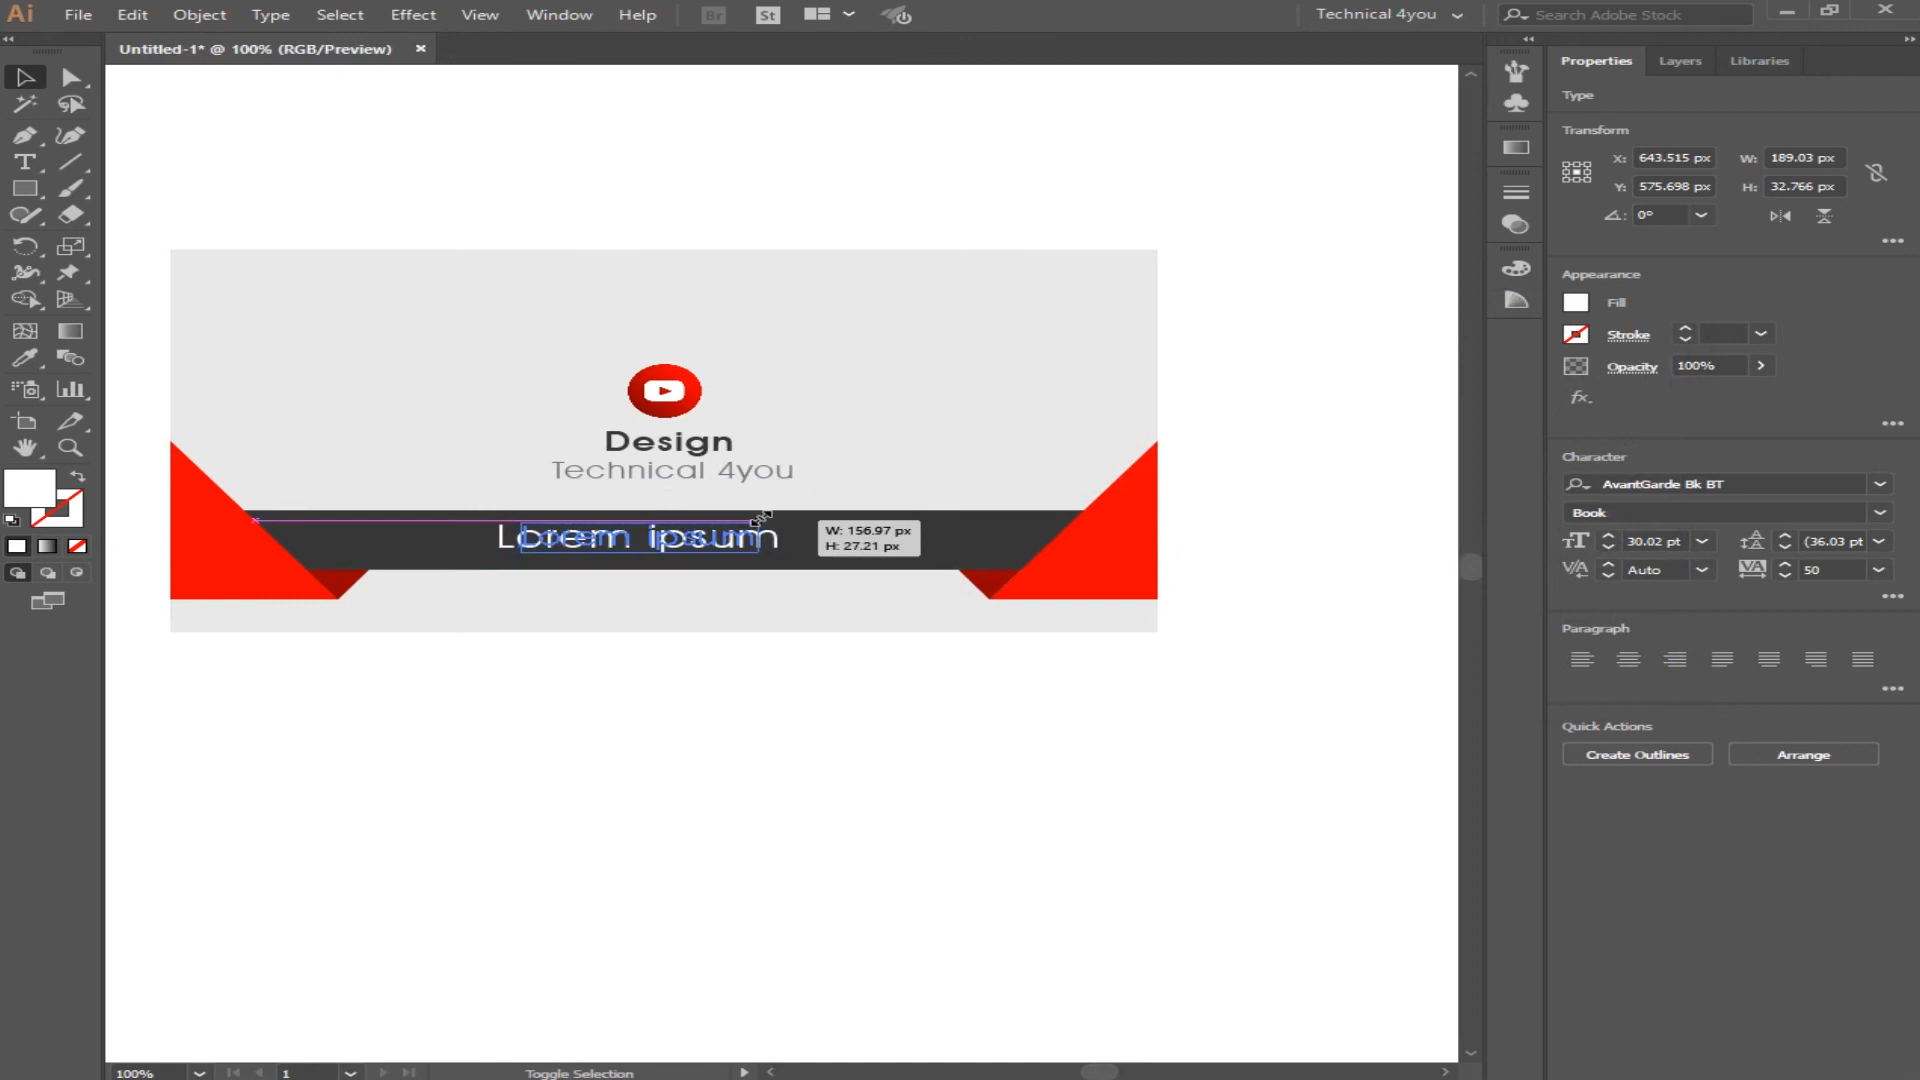 Ai File Edit Object Type Select Effect View Window Help Br St Technical 4you Search Adobe Stock
Untitled-1* @ 100% (RGB/Preview)
Properties Layers Libraries
Type
Transform
X: 643.515 px W: 189.03 px
Y: 575.698 px H: 32.766 px
0°
Appearance
Fill
Stroke
Opacity 100%
fx.
Character
AvantGarde Bk BT
Book
30.02 pt (36.03 pt
Auto 50
Paragraph
Quick Actions
Create Outlines Arrange
Design
Technical 4you
Lorem ipsum
W: 156.97 px
H: 27.21 px
100% 1 Toggle Selection